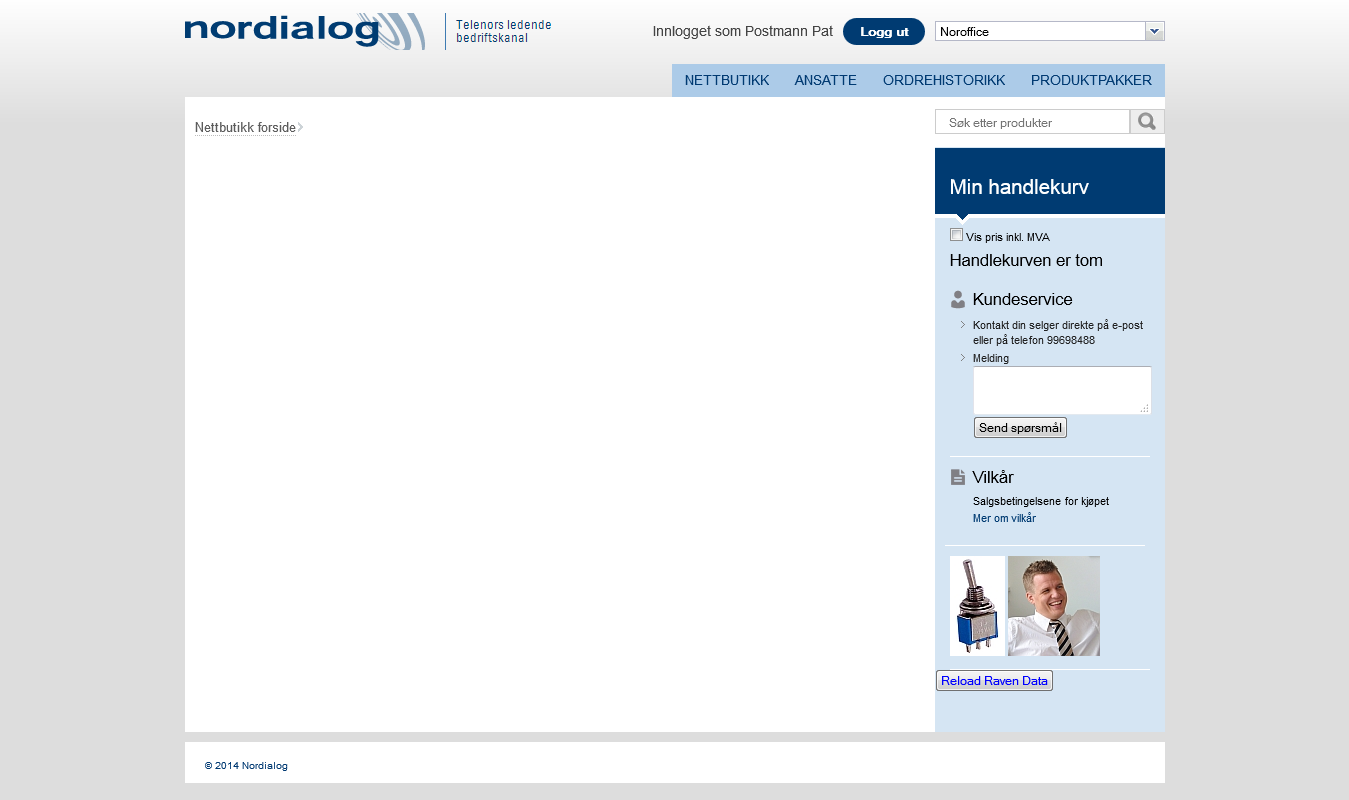 nordialog
Telenors ledende
bedriftskanal
Innlogget som Postmann Pat
Logg ut
Noroffice
NETTBUTIKK ANSATTE ORDREHISTORIKK PRODUKTPAKKER
Nettbutikk forside
Søk etter produkter
Min handlekurv
Vis pris inkl. MVA
Handlekurven er tom
Kundeservice
Kontakt din selger direkte på e-post
eller på telefon 99698488
Melding
Send spørsmål
Vilkår
Salgsbetingelsene for kjøpet
Mer om vilkår
Reload Raven Data
© 2014 Nordialog